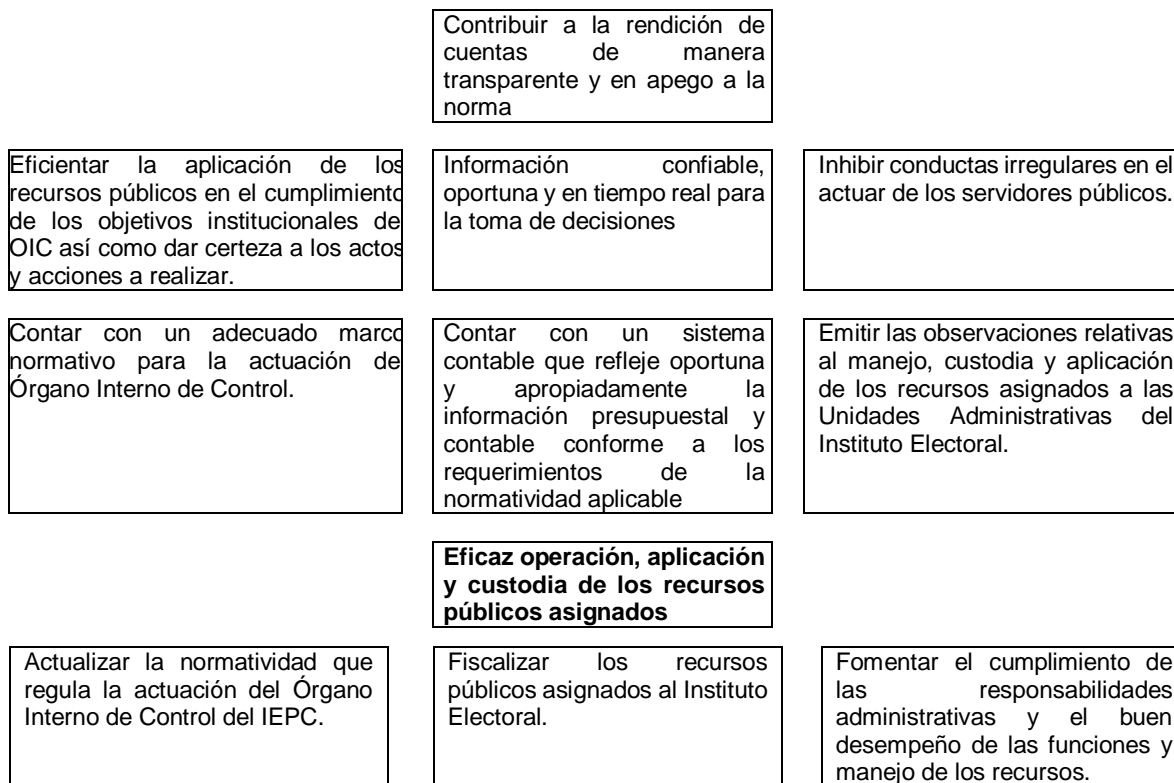 Contribuir a la rendición de
cuentas de manera
transparente y en apego a la
norma
Eficientar la aplicación de los
recursos públicos en el cumplimiento
de los objetivos institucionales de
OIC así como dar certeza a los actos
y acciones a realizar.
Información confiable,
oportuna y en tiempo real para
la toma de decisiones
Inhibir conductas irregulares en el
actuar de los servidores públicos.
Contar con un adecuado marco
normativo para la actuación de
Órgano Interno de Control.
Contar con un sistema
contable que refleje oportuna
y apropiadamente la
información presupuestal y
contable conforme a los
requerimientos de la
normatividad aplicable
Emitir las observaciones relativas
al manejo, custodia y aplicación
de los recursos asignados a las
Unidades Administrativas del
Instituto Electoral.
Eficaz operación, aplicación
y custodia de los recursos
públicos asignados
Actualizar la normatividad que
regula la actuación del Órgano
Interno de Control del IEPC.
Fiscalizar los recursos
públicos asignados al Instituto
Electoral.
Fomentar el cumplimiento de
las responsabilidades
administrativas y el buen
desempeño de las funciones y
manejo de los recursos.